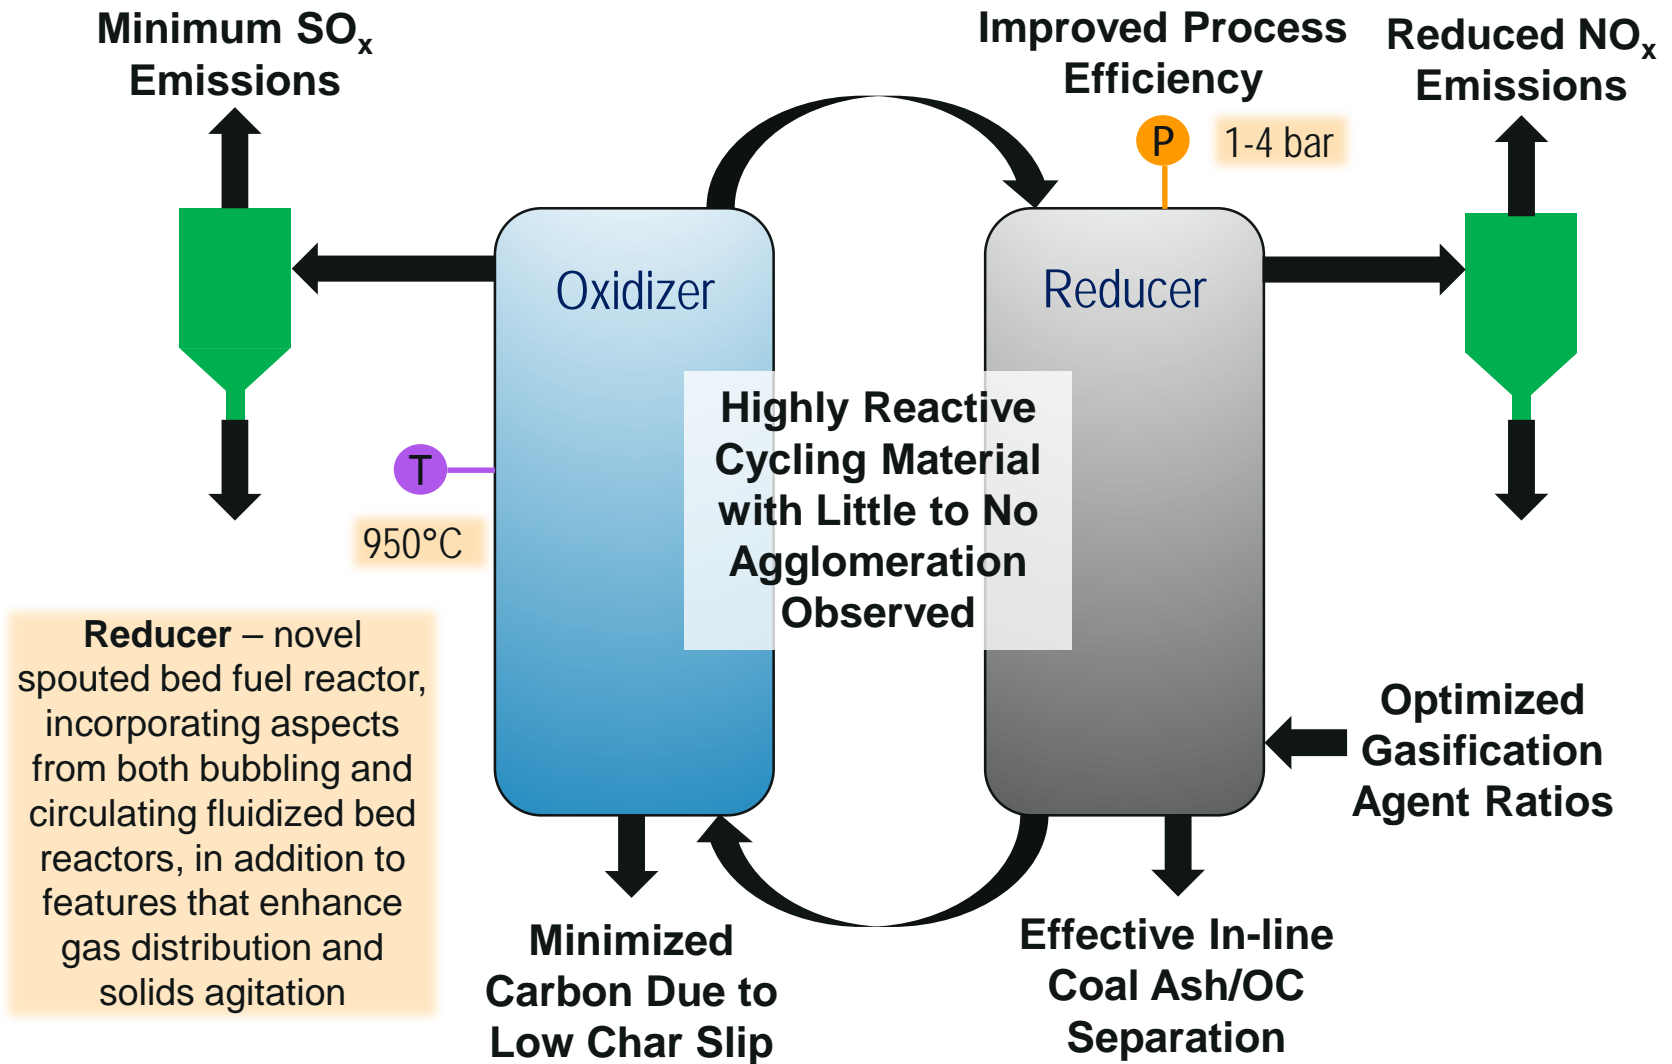 Minimum SOx
Emissions
Improved Process
Efficiency
Reduced NOx
Emissions
P
1-4 bar
Oxidizer
Reducer
Highly Reactive
Cycling Material
with Little to No
Agglomeration
Observed
T
950°C
Reducer – novel
spouted bed fuel reactor,
incorporating aspects
from both bubbling and
circulating fluidized bed
reactors, in addition to
features that enhance
gas distribution and
solids agitation
Optimized
Gasification
Agent Ratios
Minimized
Carbon Due to
Low Char Slip
Effective In-line
Coal Ash/OC
Separation